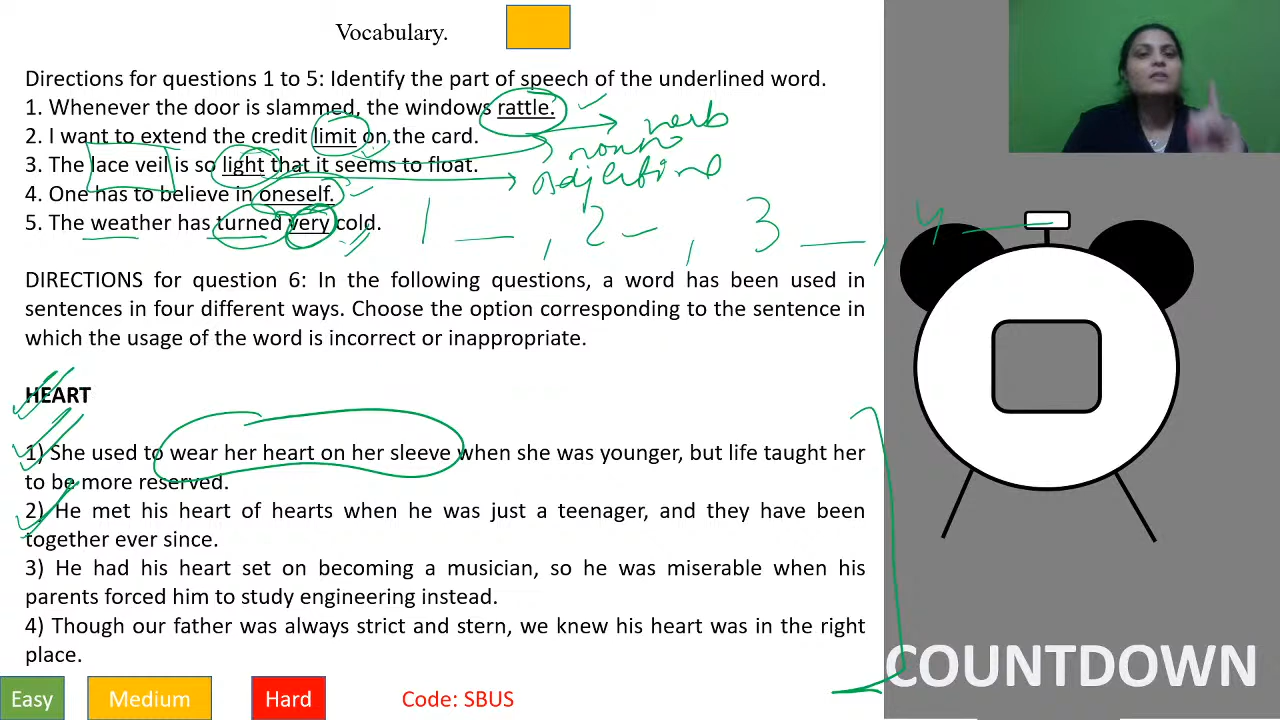 Vocabulary.
Directions for questions 1 to 5: Identify the part of speech of the underlined word.
1. Whenever the door is slammed, the windows rattle.
verb
2. I want to extend the credit limit on the card.
noun
3. The lace veil is so light that it seems to float.
adjective
4. One has to believe in oneself.
5. The weather has turned very cold.
1 __, 2 __, 3 __, 4 __
DIRECTIONS for question 6: In the following questions, a word has been used in
sentences in four different ways. Choose the option corresponding to the sentence in
which the usage of the word is incorrect or inappropriate.
HEART
1) She used to wear her heart on her sleeve when she was younger, but life taught her
to be more reserved.
2) He met his heart of hearts when he was just a teenager, and they have been
together ever since.
3) He had his heart set on becoming a musician, so he was miserable when his
parents forced him to study engineering instead.
4) Though our father was always strict and stern, we knew his heart was in the right
place.
COUNTDOWN
Easy Medium Hard Code: SBUS